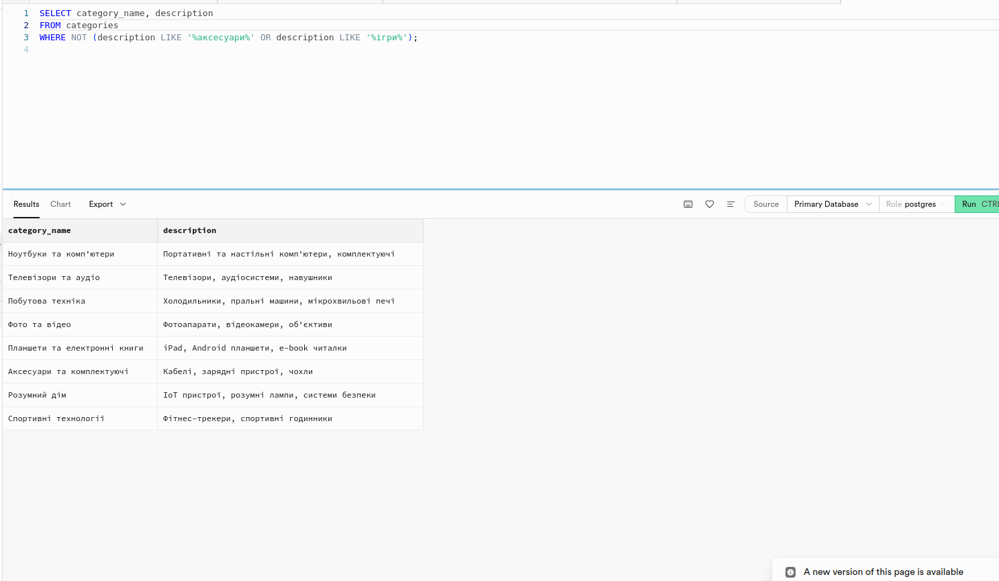 1 SELECT category_name, description
2 FROM categories
3 WHERE NOT (description LIKE '%аксесуари%' OR description LIKE '%ігри%');
4
Results Chart Export Source Primary Database Role postgres Run CTRL
category_name description
Ноутбуки та комп'ютери Портативні та настільні комп'ютери, комплектуючі
Телевізори та аудіо Телевізори, аудіосистеми, навушники
Побутова техніка Холодильники, пральні машини, мікрохвильові печі
Фото та відео Фотоапарати, відеокамери, об'єктиви
Планшети та електронні книги iPad, Android планшети, e-book читалки
Аксесуари та комплектуючі Кабелі, зарядні пристрої, чохли
Розумний дім IoT пристрої, розумні лампи, системи безпеки
Спортивні технології Фітнес-трекери, спортивні годинники
A new version of this page is available